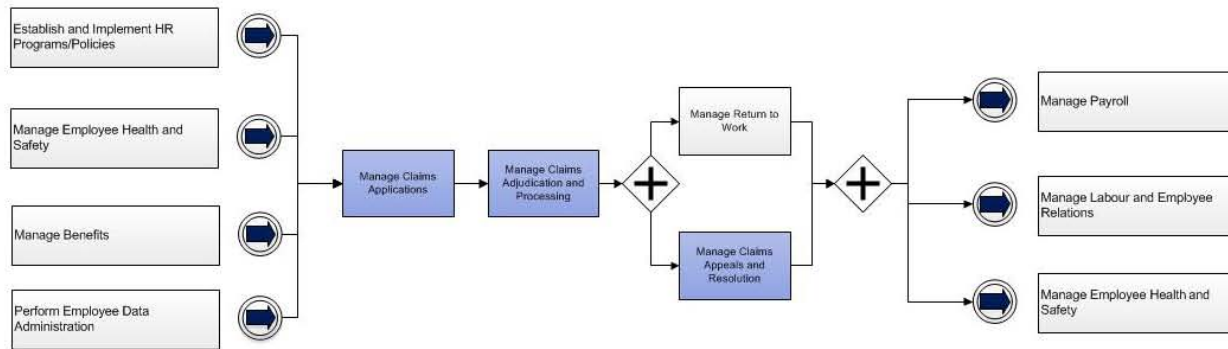 Establish and Implement HR
Programs/Policies
Manage Employee Health and
Safety
Manage Benefits
Perform Employee Data
Administration
Manage Claims
Applications
Manage Claims
Adjudication and
Processing
Manage Return to
Work
Manage Claims
Appeals and
Resolution
Manage Payroll
Manage Labour and Employee
Relations
Manage Employee Health and
Safety